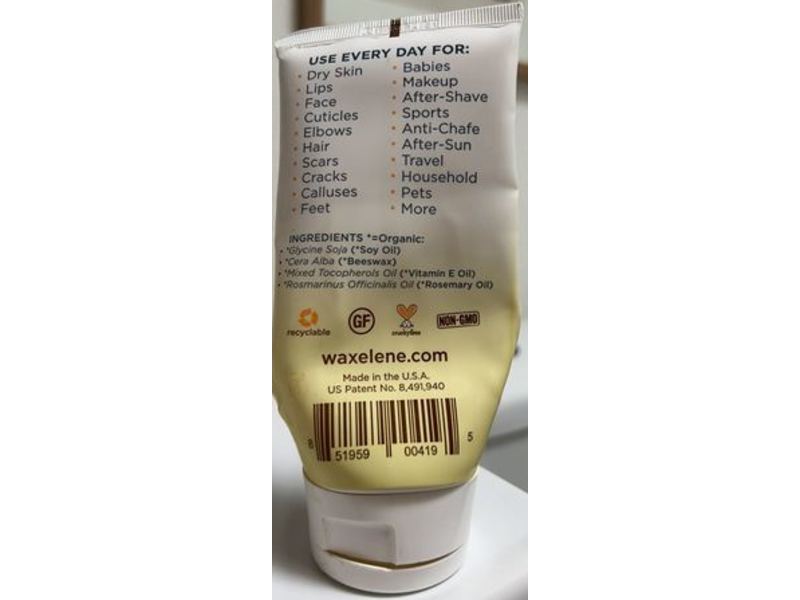 USE EVERY DAY FOR:
• Dry Skin
• Lips
• Face
• Cuticles
• Elbows
• Hair
• Scars
• Cracks
• Calluses
• Feet
• Babies
• Makeup
• After-Shave
• Sports
• Anti-Chafe
• After-Sun
• Travel
• Household
• Pets
• More
INGREDIENTS *=Organic:
• *Glycine Soja (*Soy Oil)
• *Cera Alba (*Beeswax)
• *Mixed Tocopherols Oil (*Vitamin E Oil)
• *Rosmarinus Officinalis Oil (*Rosemary Oil)
recyclable
GF
crueltyfree
NON-GMO
waxelene.com
Made in the U.S.A.
US Patent No. 8,491,940
8 51959 00419 5